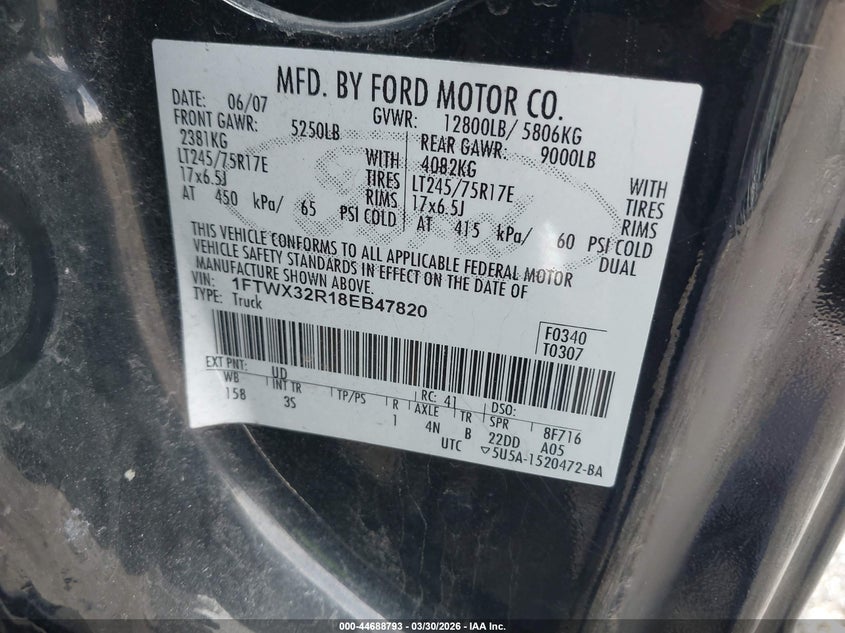 MFD. BY FORD MOTOR CO.
DATE: 06/07 GVWR: 12800LB/ 5806KG
FRONT GAWR: 5250LB REAR GAWR: 9000LB
2381KG WITH 4082KG WITH
LT245/75R17E TIRES LT245/75R17E TIRES
17x6.5J RIMS 17x6.5J RIMS
AT 450 kPa/ 65 PSI COLD AT 415 kPa/ 60 PSI COLD
DUAL
THIS VEHICLE CONFORMS TO ALL APPLICABLE FEDERAL MOTOR
VEHICLE SAFETY STANDARDS IN EFFECT ON THE DATE OF
MANUFACTURE SHOWN ABOVE.
VIN: 1FTWX32R18EB47820
TYPE: Truck
F0340
T0307
EXT PNT: UD RC: 41 DSO:
WB INT TR TP/PS R AXLE TR SPR 8F716
158 3S 1 4N B 22DD A05
UTC 5U5A-1520472-BA
000-44688793 - 03/30/2026 - IAA Inc.